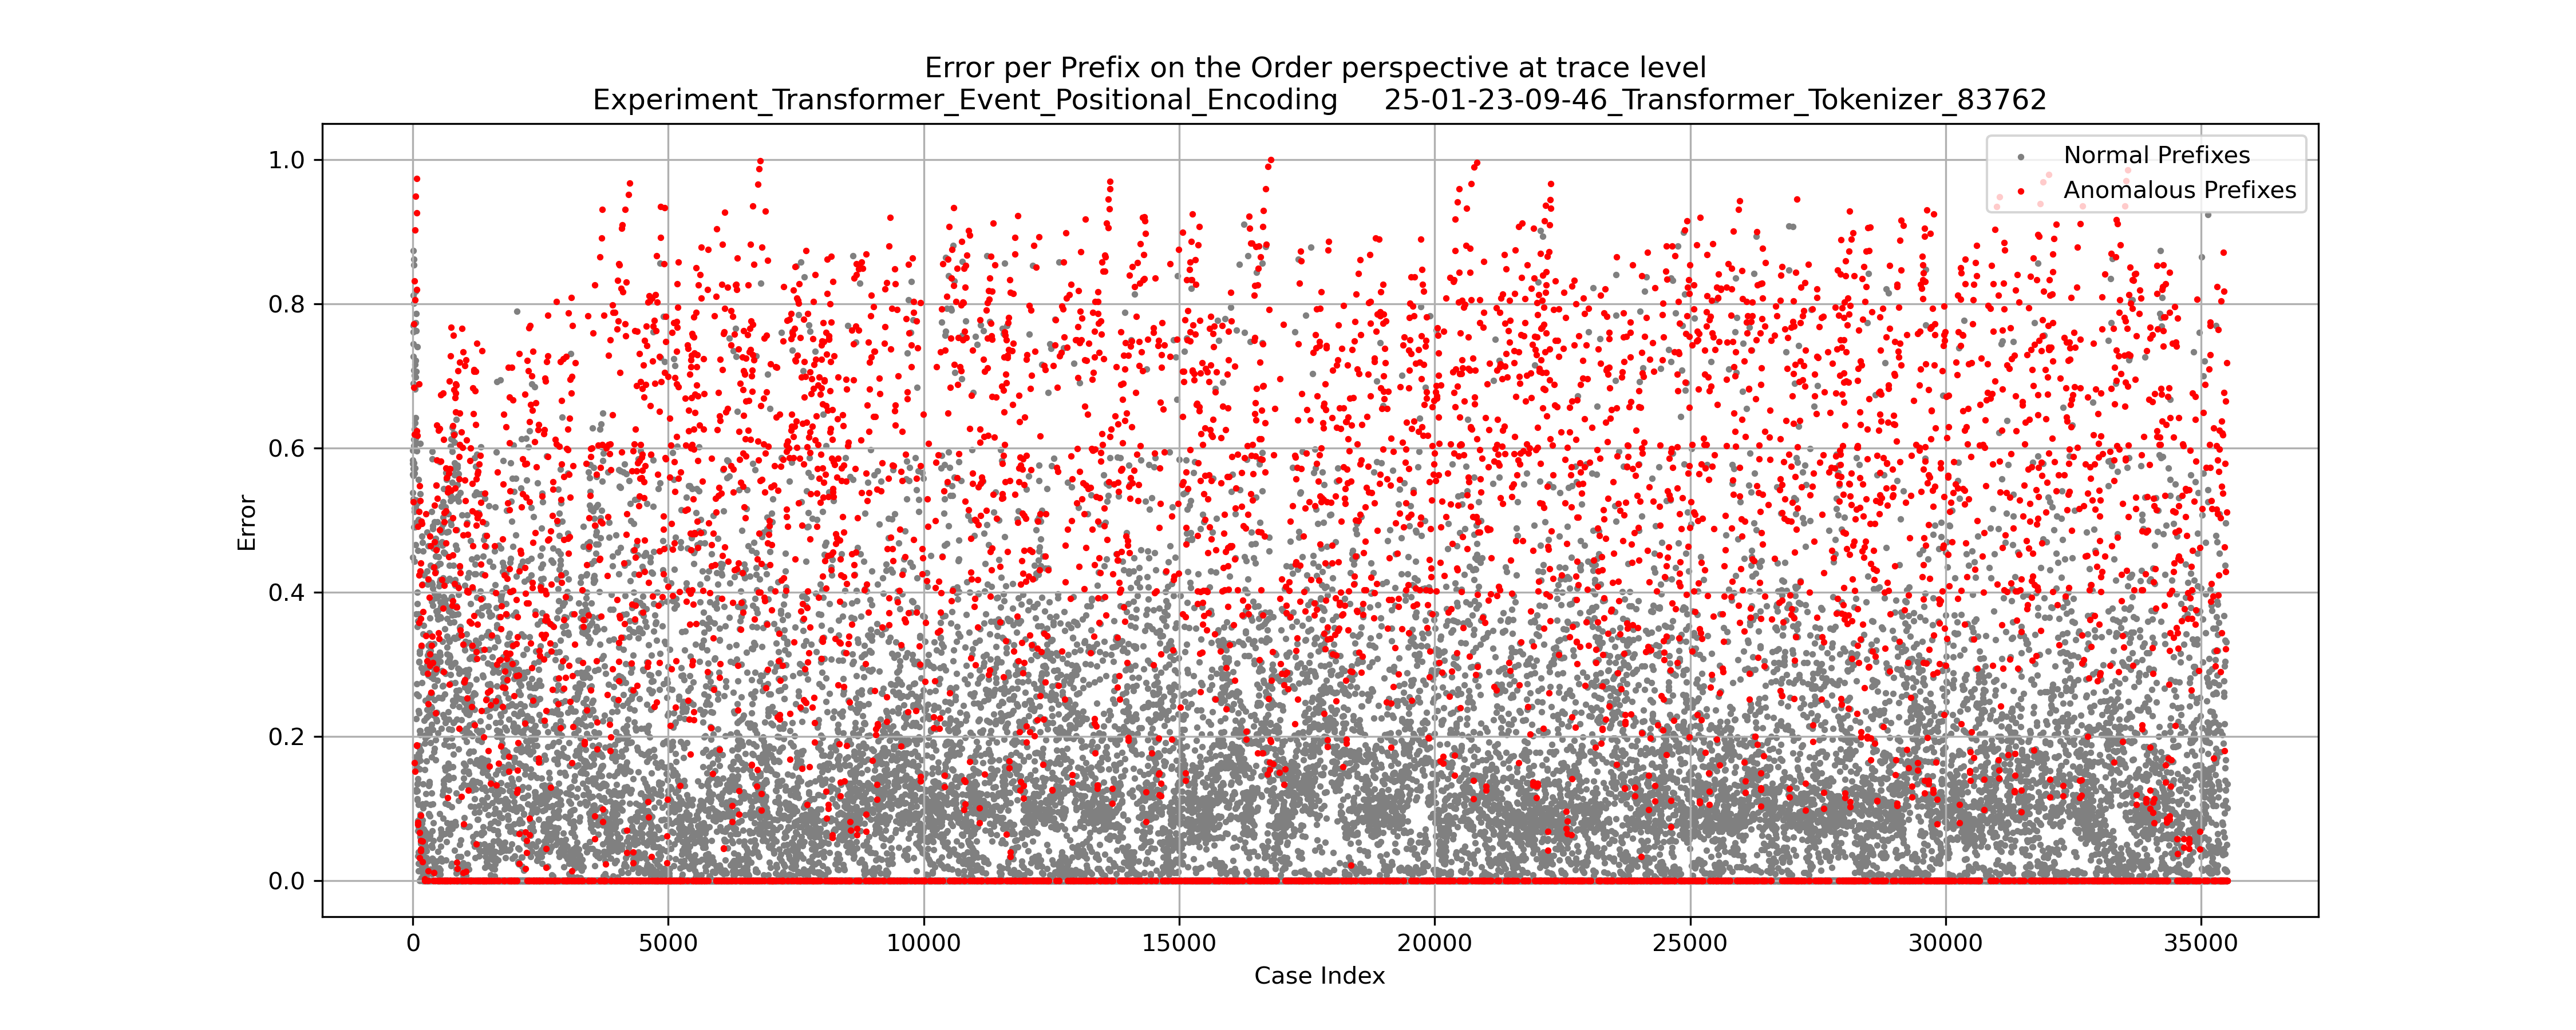 Error per Prefix on the Order perspective at trace level
Experiment_Transformer_Event_Positional_Encoding 25-01-23-09-46_Transformer_Tokenizer_83762
Normal Prefixes
Anomalous Prefixes
1.0
0.8
0.6
0.4
0.2
0.0
Error
0 5000 10000 15000 20000 25000 30000 35000
Case Index